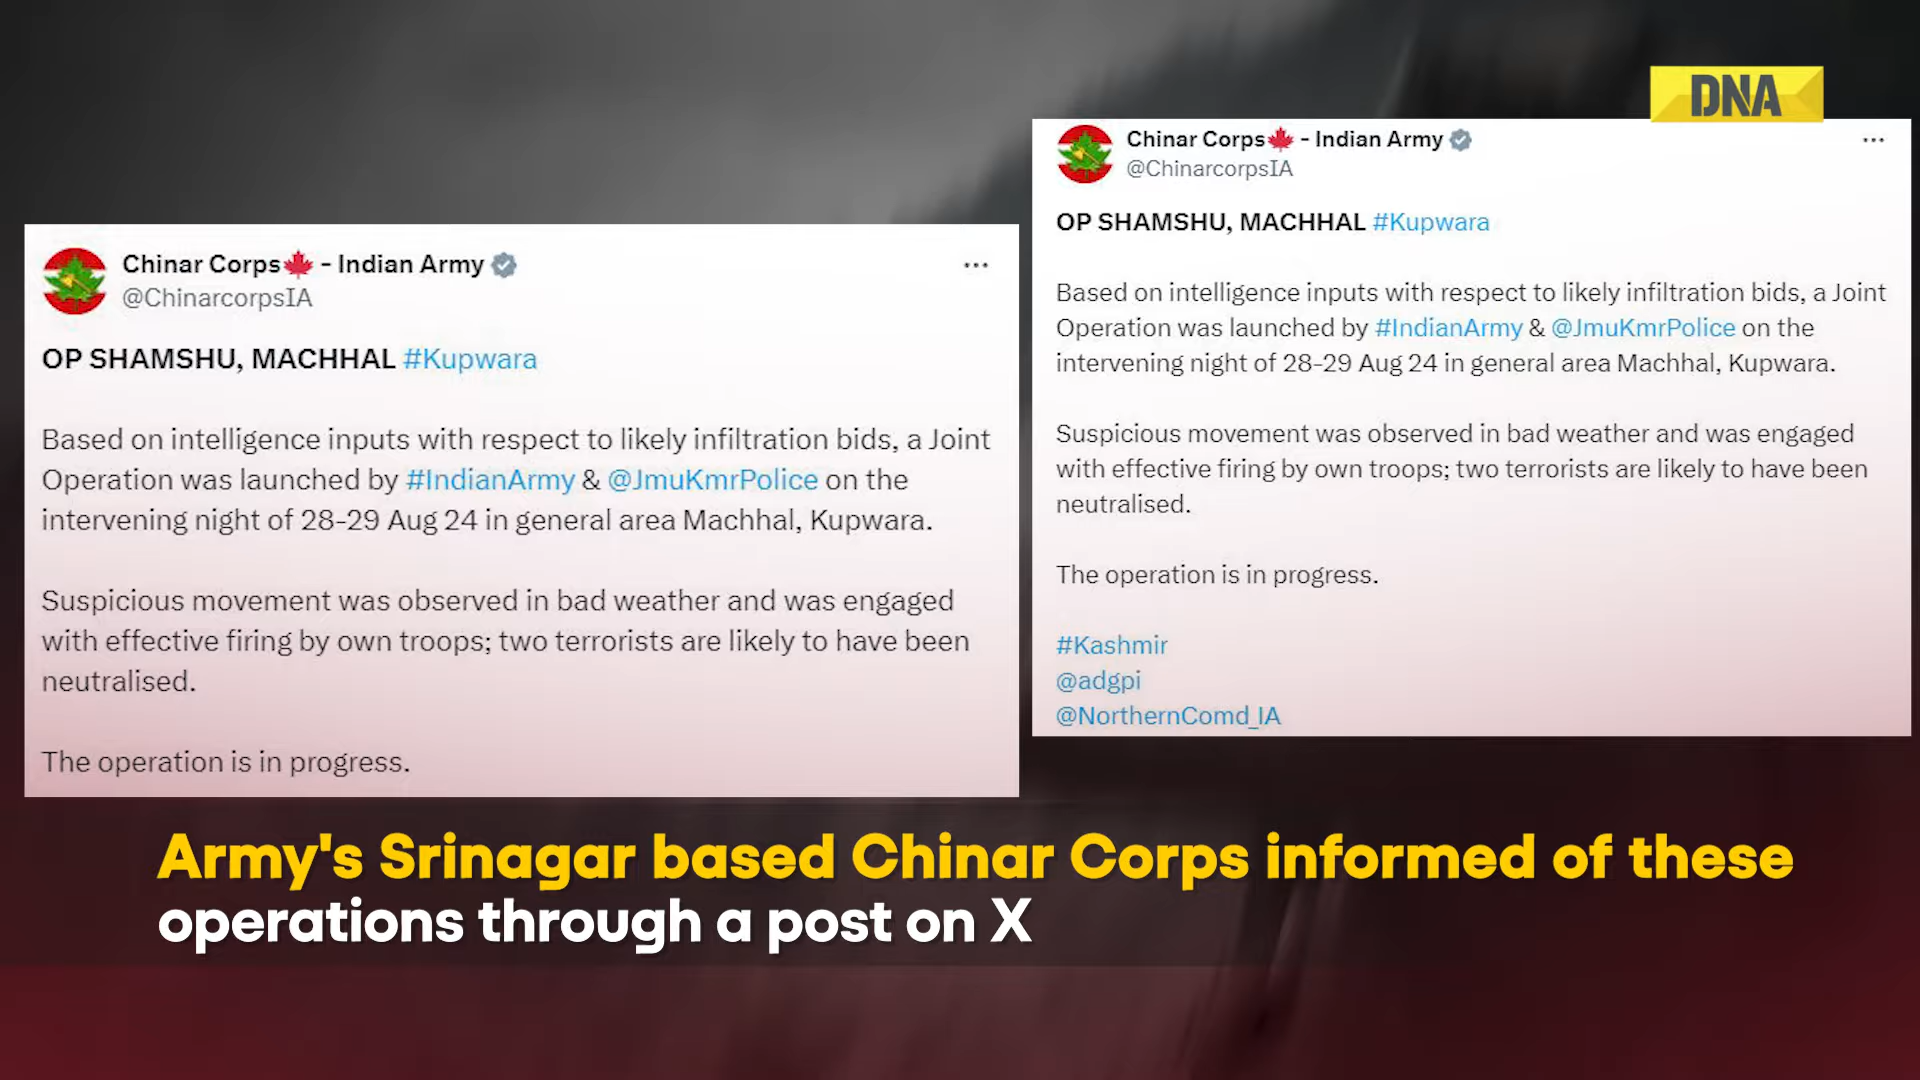 DNA
Chinar Corps🍁 - Indian Army
@ChinarcorpsIA
OP SHAMSHU, MACHHAL #Kupwara
Based on intelligence inputs with respect to likely infiltration bids, a Joint
Operation was launched by #IndianArmy & @JmuKmrPolice on the
intervening night of 28-29 Aug 24 in general area Machhal, Kupwara.
Suspicious movement was observed in bad weather and was engaged
with effective firing by own troops; two terrorists are likely to have been
neutralised.
The operation is in progress.
Chinar Corps🍁 - Indian Army
@ChinarcorpsIA
OP SHAMSHU, MACHHAL #Kupwara
Based on intelligence inputs with respect to likely infiltration bids, a Joint
Operation was launched by #IndianArmy & @JmuKmrPolice on the
intervening night of 28-29 Aug 24 in general area Machhal, Kupwara.
Suspicious movement was observed in bad weather and was engaged
with effective firing by own troops; two terrorists are likely to have been
neutralised.
The operation is in progress.
#Kashmir
@adgpi
@NorthernComd_IA
Army's Srinagar based Chinar Corps informed of these
operations through a post on X